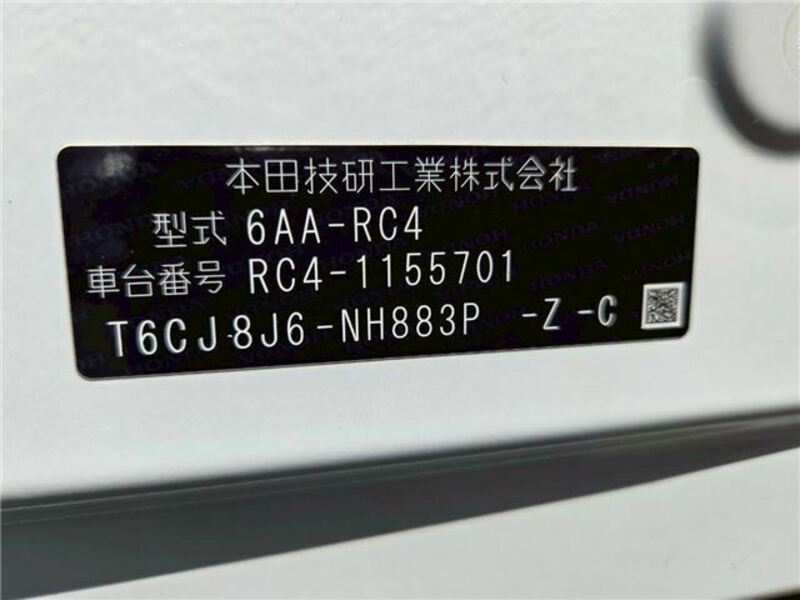 本田技研工業株式会社
型式 6AA-RC4
車台番号 RC4-1155701
T6CJ8J6-NH883P -Z -C